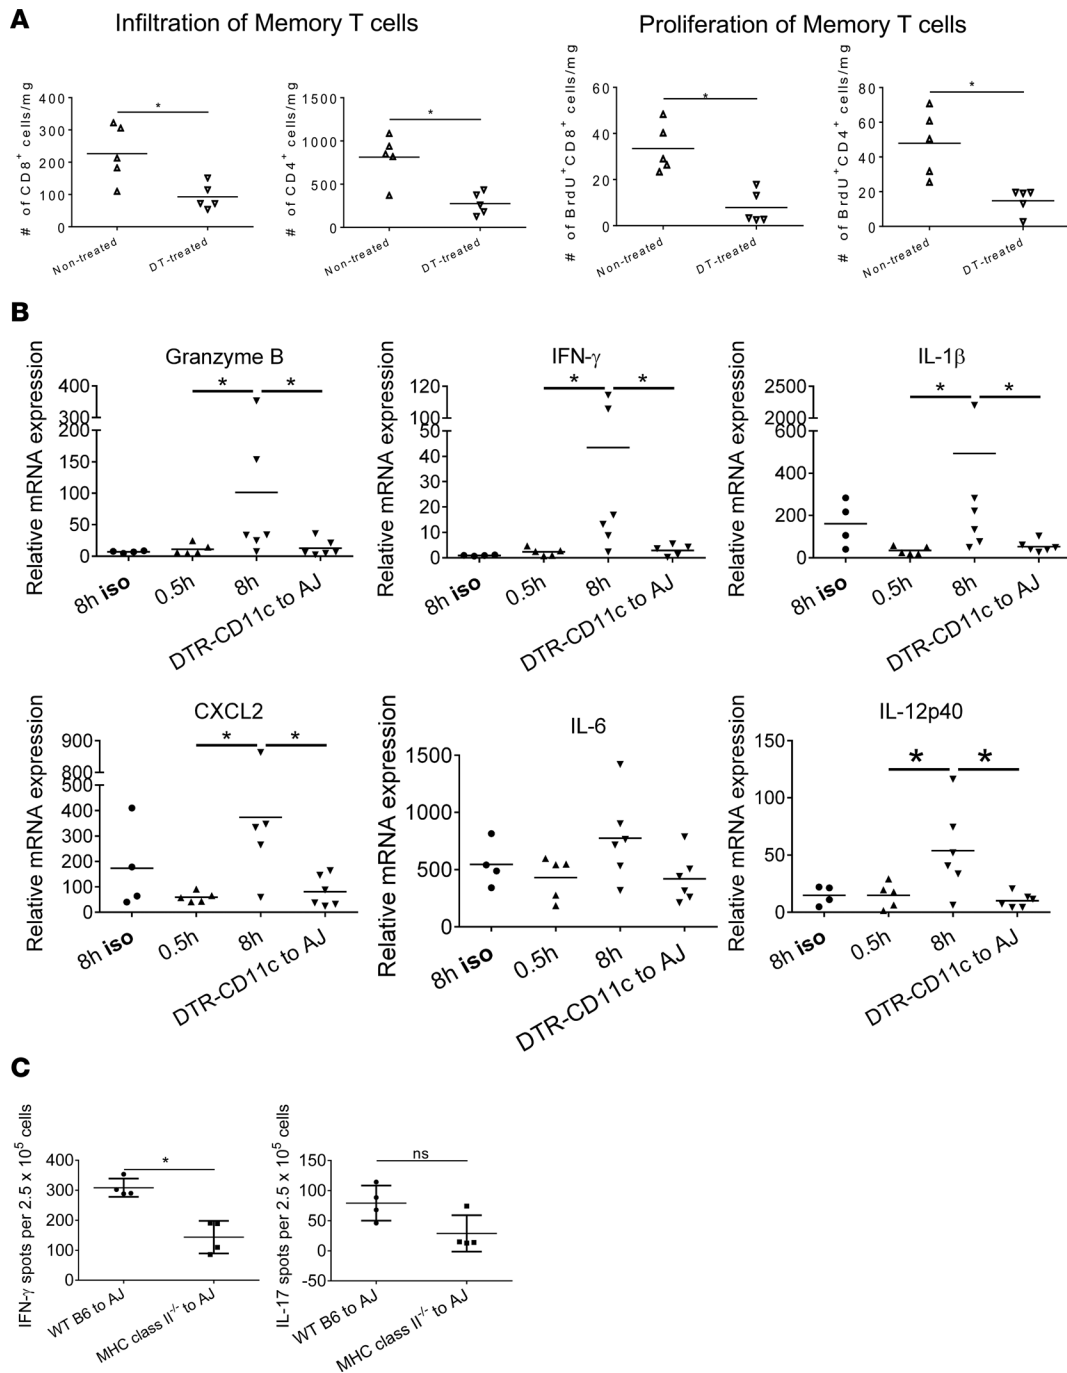 A
Infiltration of Memory T cells
Proliferation of Memory T cells
# of CD8+ cells/mg
400
300
200
100
0
*
Non-treated
DT-treated
# of CD4+ cells/mg
1500
1000
500
0
*
Non-treated
DT-treated
# of BrdU+CD8+ cells/mg
60
40
20
0
*
Non-treated
DT-treated
# of BrdU+CD4+ cells/mg
80
60
40
20
0
*
Non-treated
DT-treated
B
Granzyme B
Relative mRNA expression
400
300
200
150
100
50
0
* *
8h iso
0.5h
8h
DTR-CD11c to AJ
IFN-γ
Relative mRNA expression
120
100
50
40
30
20
10
0
* *
8h iso
0.5h
8h
DTR-CD11c to AJ
IL-1β
Relative mRNA expression
2500
2000
600
400
200
0
* *
8h iso
0.5h
8h
DTR-CD11c to AJ
CXCL2
Relative mRNA expression
900
800
500
400
300
200
100
0
* *
8h iso
0.5h
8h
DTR-CD11c to AJ
IL-6
Relative mRNA expression
1500
1000
500
0
8h iso
0.5h
8h
DTR-CD11c to AJ
IL-12p40
Relative mRNA expression
150
100
50
0
* *
8h iso
0.5h
8h
DTR-CD11c to AJ
C
IFN-γ spots per 2.5 x 10⁵ cells
400
300
200
100
0
*
WT B6 to AJ
MHC class II⁻/⁻ to AJ
IL-17 spots per 2.5 x 10⁵ cells
150
100
50
0
-50
ns
WT B6 to AJ
MHC class II⁻/⁻ to AJ